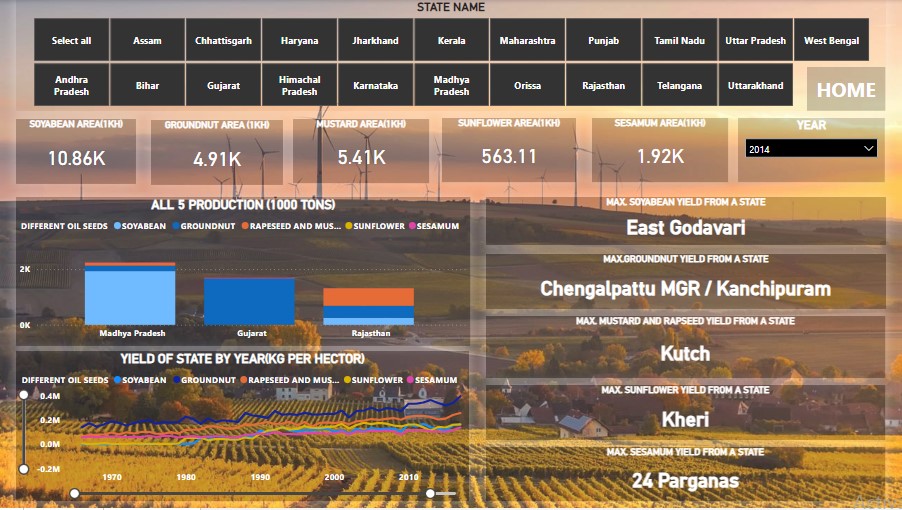 STATE NAME
Select all
Assam
Chhattisgarh
Haryana
Jharkhand
Kerala
Maharashtra
Punjab
Tamil Nadu
Uttar Pradesh
West Bengal
Andhra
Pradesh
Bihar
Gujarat
Himachal
Pradesh
Karnataka
Madhya
Pradesh
Orissa
Rajasthan
Telangana
Uttarakhand
HOME
SOYABEAN AREA(1KH)
10.86K
GROUNDNUT AREA (1KH)
4.91K
MUSTARD AREA(1KH)
5.41K
SUNFLOWER AREA(1KH)
563.11
SESAMUM AREA(1KH)
1.92K
YEAR
2014
ALL 5 PRODUCTION (1000 TONS)
DIFFERENT OIL SEEDS SOYABEAN GROUNDNUT RAPESEED AND MUS... SUNFLOWER SESAMUM
2K
0K
Madhya Pradesh
Gujarat
Rajasthan
YIELD OF STATE BY YEAR(KG PER HECTOR)
DIFFERENT OIL SEEDS SOYABEAN GROUNDNUT RAPESEED AND MUS... SUNFLOWER SESAMUM
0.4M
0.2M
0.0M
-0.2M
1970 1980 1990 2000 2010
MAX. SOYABEAN YIELD FROM A STATE
East Godavari
MAX.GROUNDNUT YIELD FROM A STATE
Chengalpattu MGR / Kanchipuram
MAX. MUSTARD AND RAPSEED YIELD FROM A STATE
Kutch
MAX. SUNFLOWER YIELD FROM A STATE
Kheri
MAX. SESAMUM YIELD FROM A STATE
24 Parganas